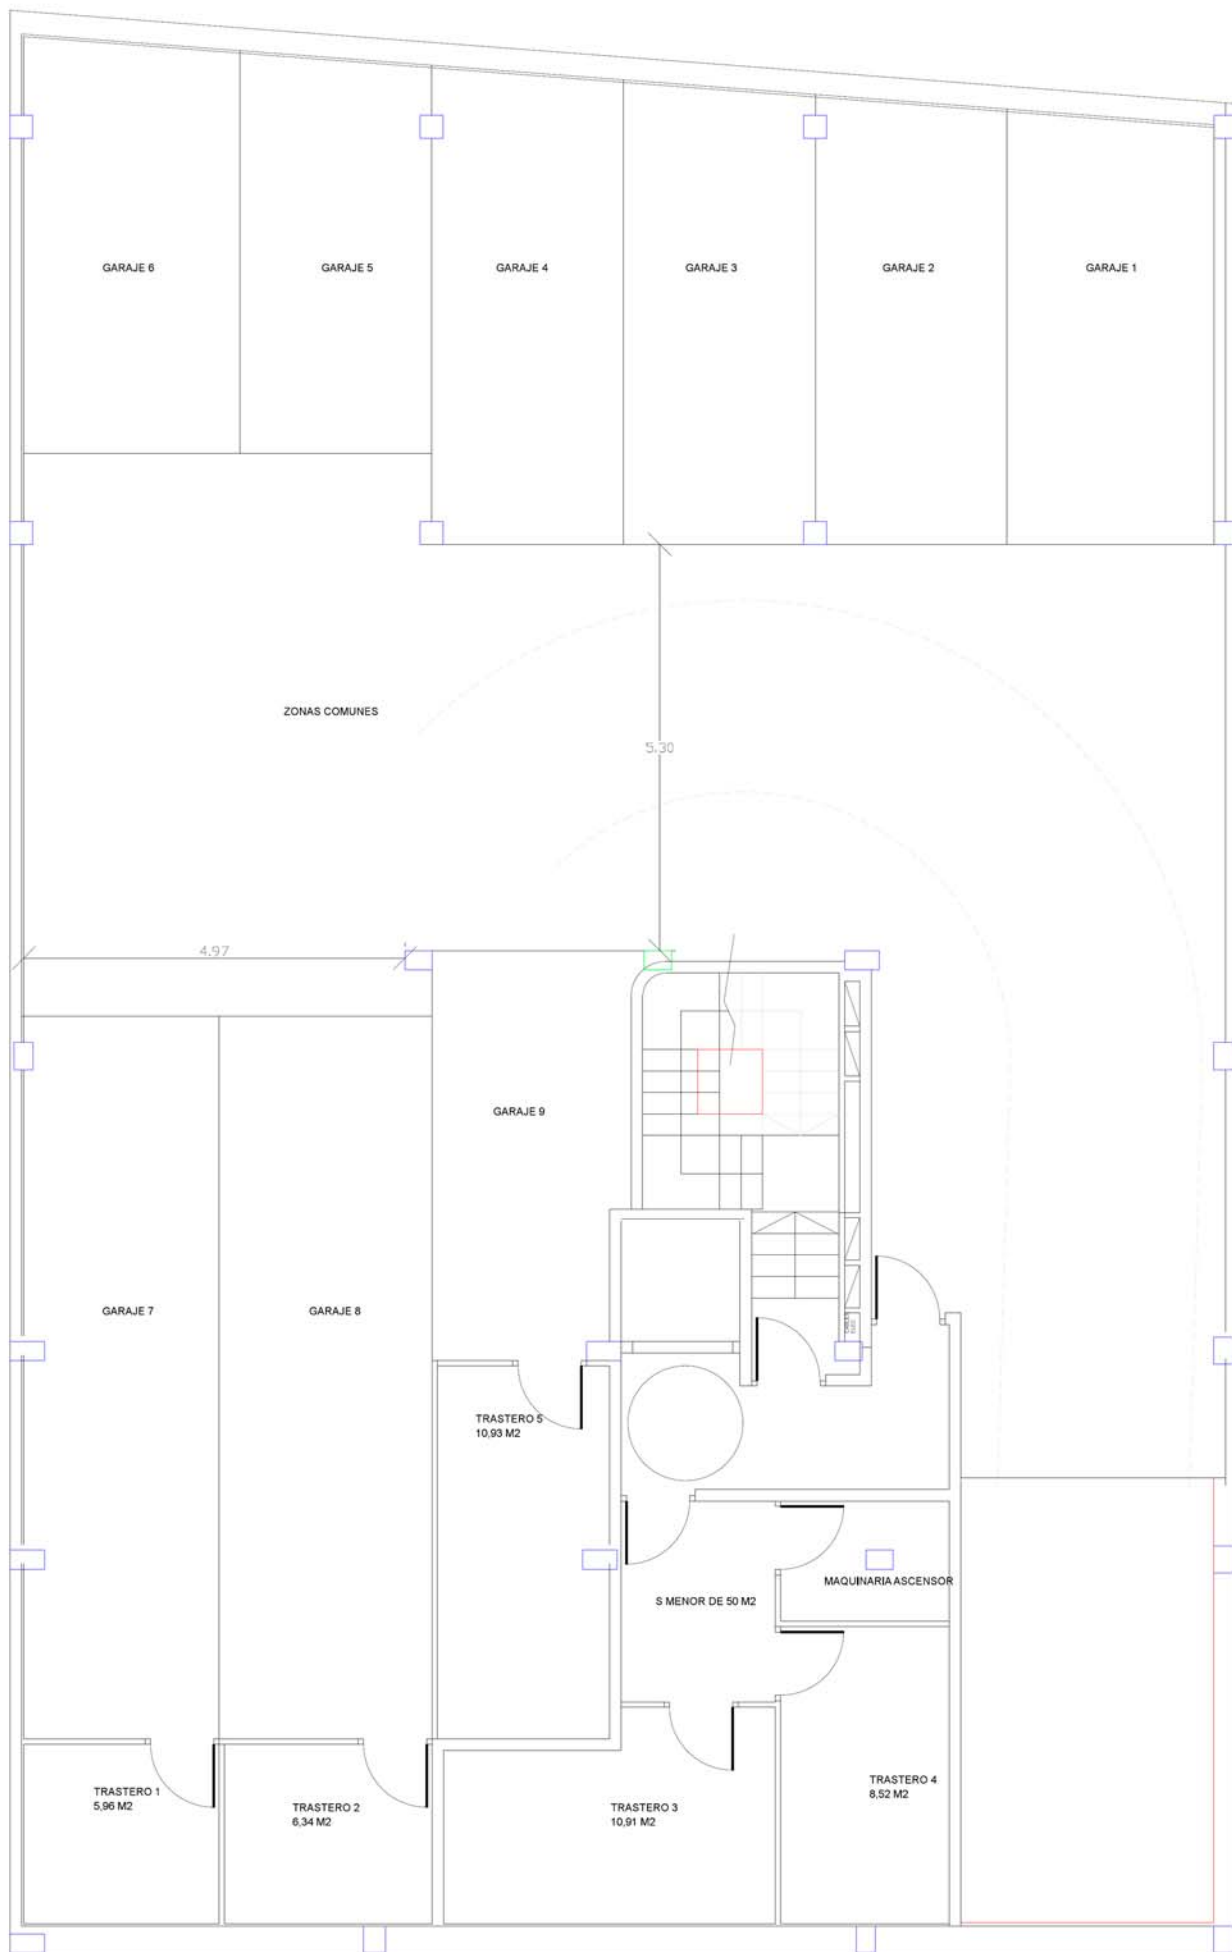 GARAJE 6
GARAJE 5
GARAJE 4
GARAJE 3
GARAJE 2
GARAJE 1
ZONAS COMUNES
5.30
4.97
GARAJE 9
GARAJE 7
GARAJE 8
TRASTERO 5
10,93 M2
MAQUINARIA ASCENSOR
S MENOR DE 50 M2
TRASTERO 1
5,96 M2
TRASTERO 2
6,34 M2
TRASTERO 3
10,91 M2
TRASTERO 4
8,52 M2